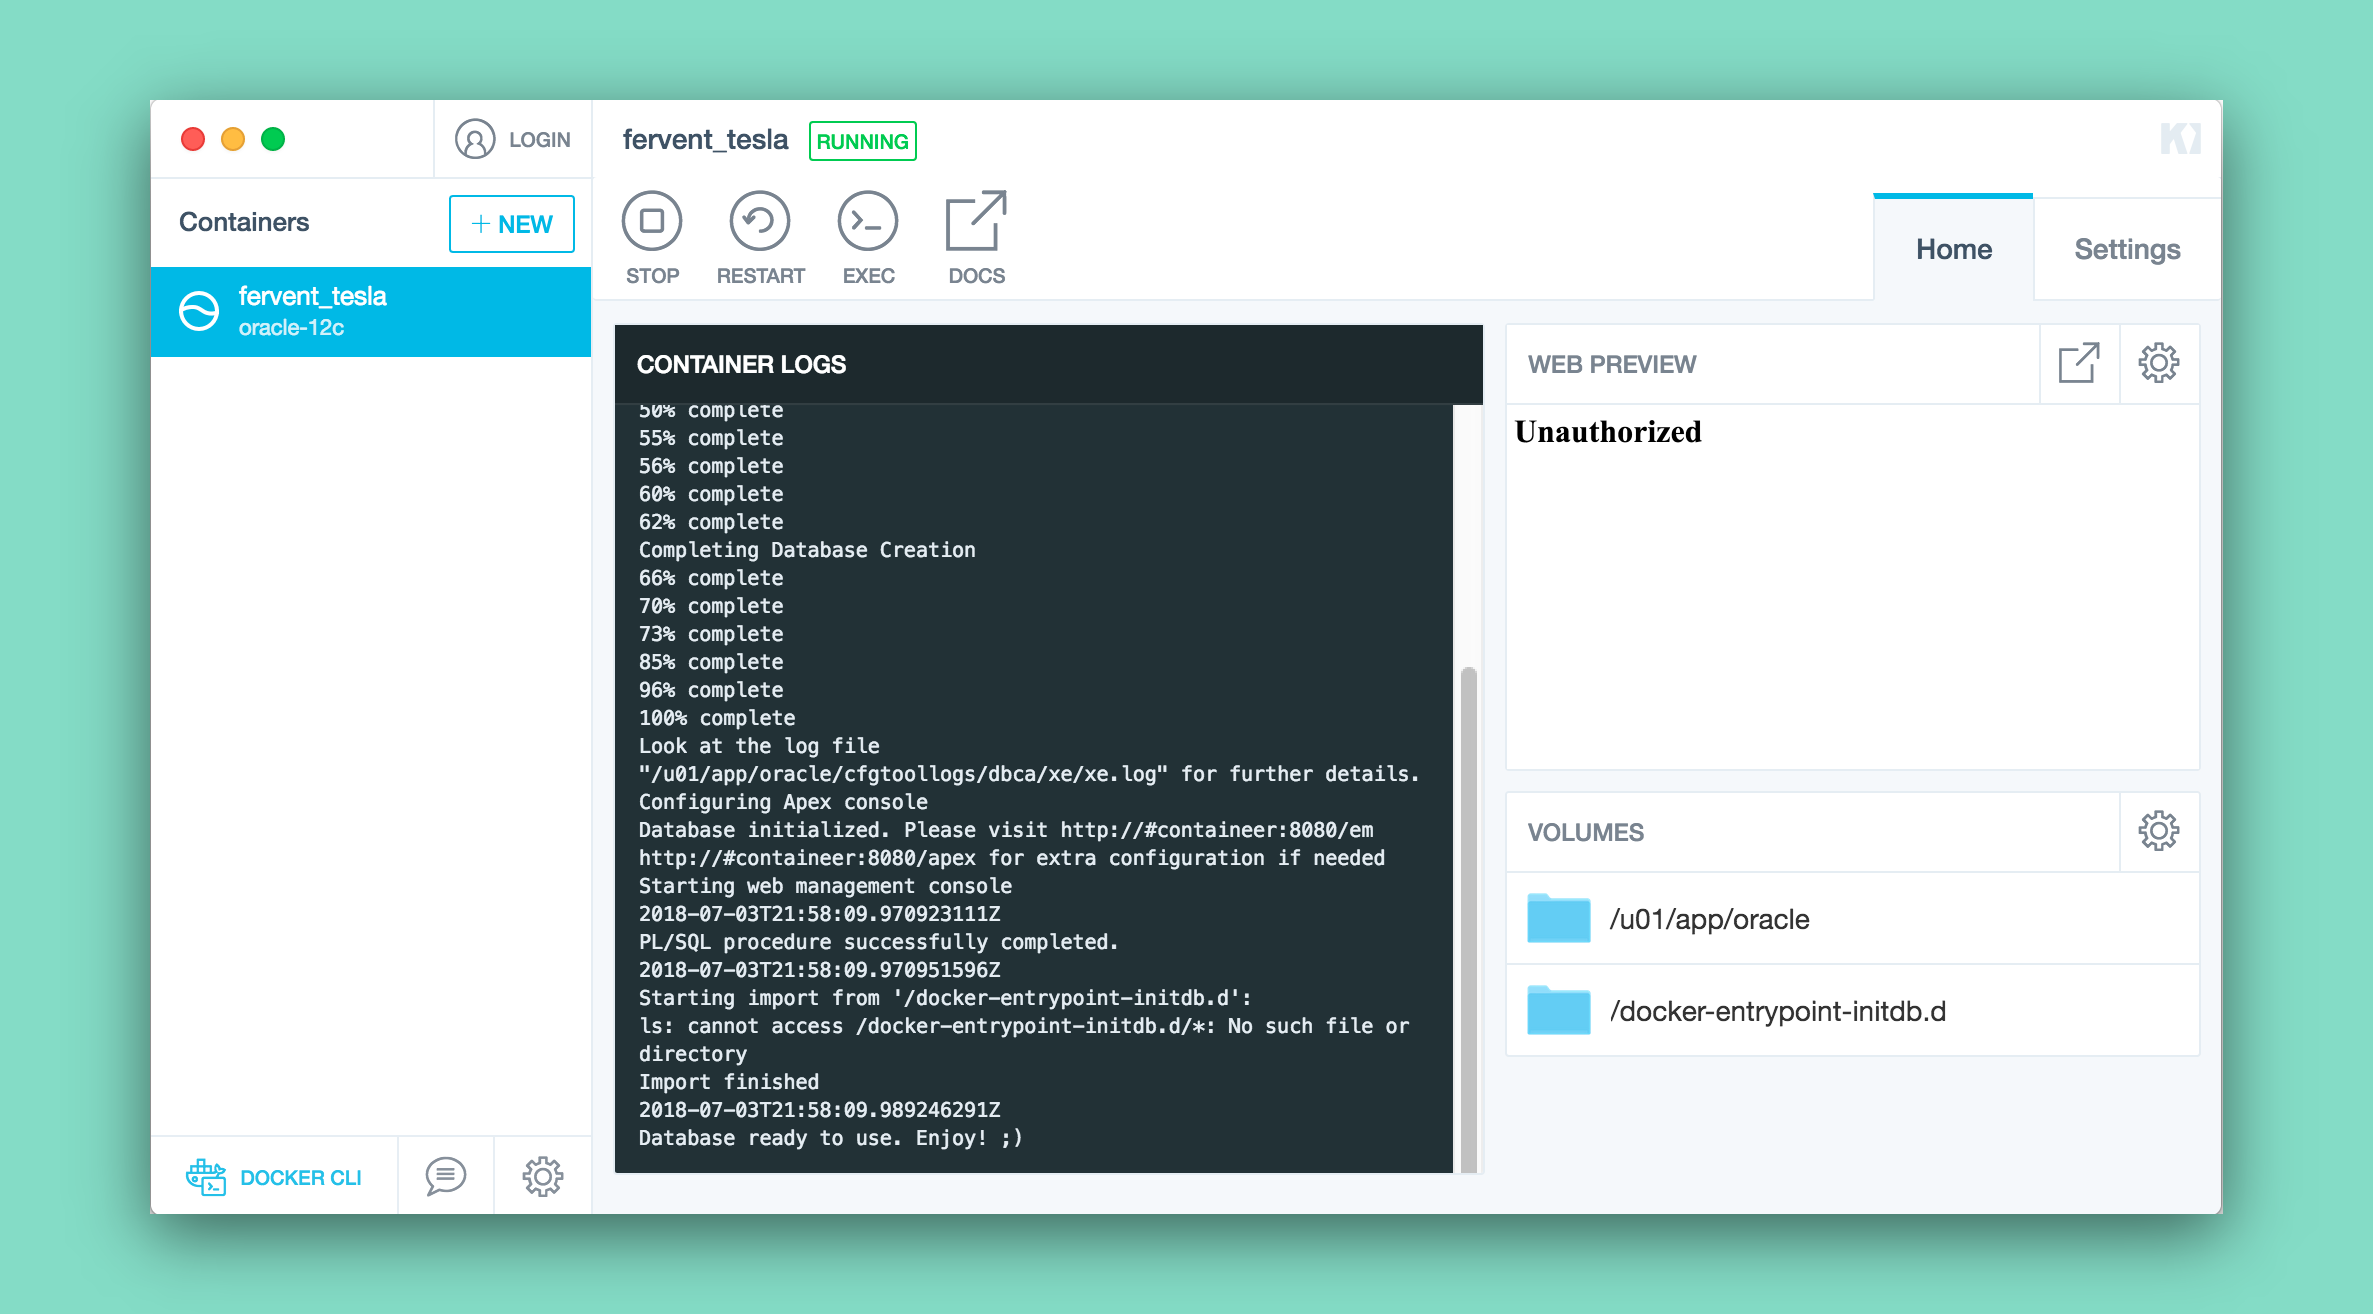 LOGIN
fervent_tesla
RUNNING
Containers
+ NEW
fervent_tesla
oracle-12c
STOP
RESTART
EXEC
DOCS
Home
Settings
CONTAINER LOGS
50% complete
55% complete
56% complete
60% complete
62% complete
Completing Database Creation
66% complete
70% complete
73% complete
85% complete
96% complete
100% complete
Look at the log file
"/u01/app/oracle/cfgtoollogs/dbca/xe/xe.log" for further details.
Configuring Apex console
Database initialized. Please visit http://#containeer:8080/em
http://#containeer:8080/apex for extra configuration if needed
Starting web management console
2018-07-03T21:58:09.970923111Z
PL/SQL procedure successfully completed.
2018-07-03T21:58:09.970951596Z
Starting import from '/docker-entrypoint-initdb.d':
ls: cannot access /docker-entrypoint-initdb.d/*: No such file or
directory
Import finished
2018-07-03T21:58:09.989246291Z
Database ready to use. Enjoy! ;)
WEB PREVIEW
Unauthorized
VOLUMES
/u01/app/oracle
/docker-entrypoint-initdb.d
DOCKER CLI